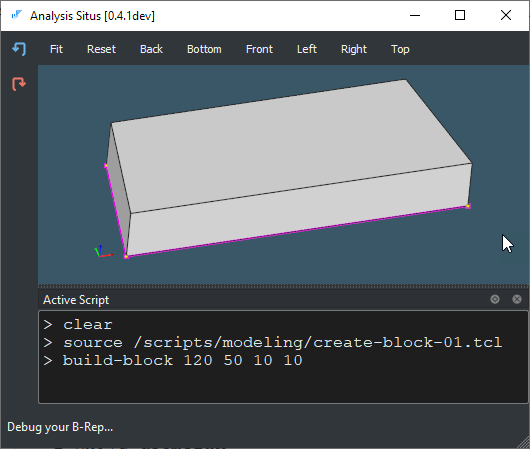 Analysis Situs [0.4.1dev]
Fit Reset Back Bottom Front Left Right Top
Active Script
> clear
> source /scripts/modeling/create-block-01.tcl
> build-block 120 50 10 10
Debug your B-Rep...